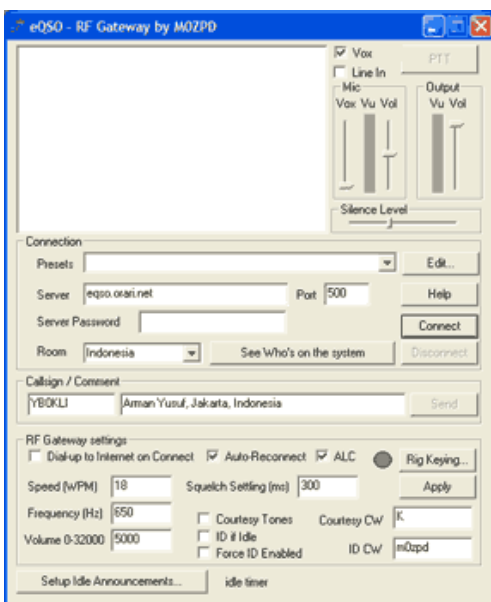 eQSO - RF Gateway by M0ZPD
Vox
PTT
Line In
Mic
Output
Vox Vu Vol
Vu Vol
Silence Level
Connection
Presets
Edit...
Server eqso.orari.net Port 500 Help
Server Password Connect
Room Indonesia See Who's on the system Disconnect
Callsign / Comment
YB0KLI Arman Yusuf, Jakarta, Indonesia Send
RF Gateway settings
Dial-up to Internet on Connect Auto-Reconnect ALC Rig Keying...
Speed (WPM) 18 Squelch Settling (ms) 300 Apply
Frequency (Hz) 650 Courtesy Tones Courtesy CW K
Volume 0-32000 5000 ID if Idle
Force ID Enabled ID CW m0zpd
Setup Idle Announcements... idle timer